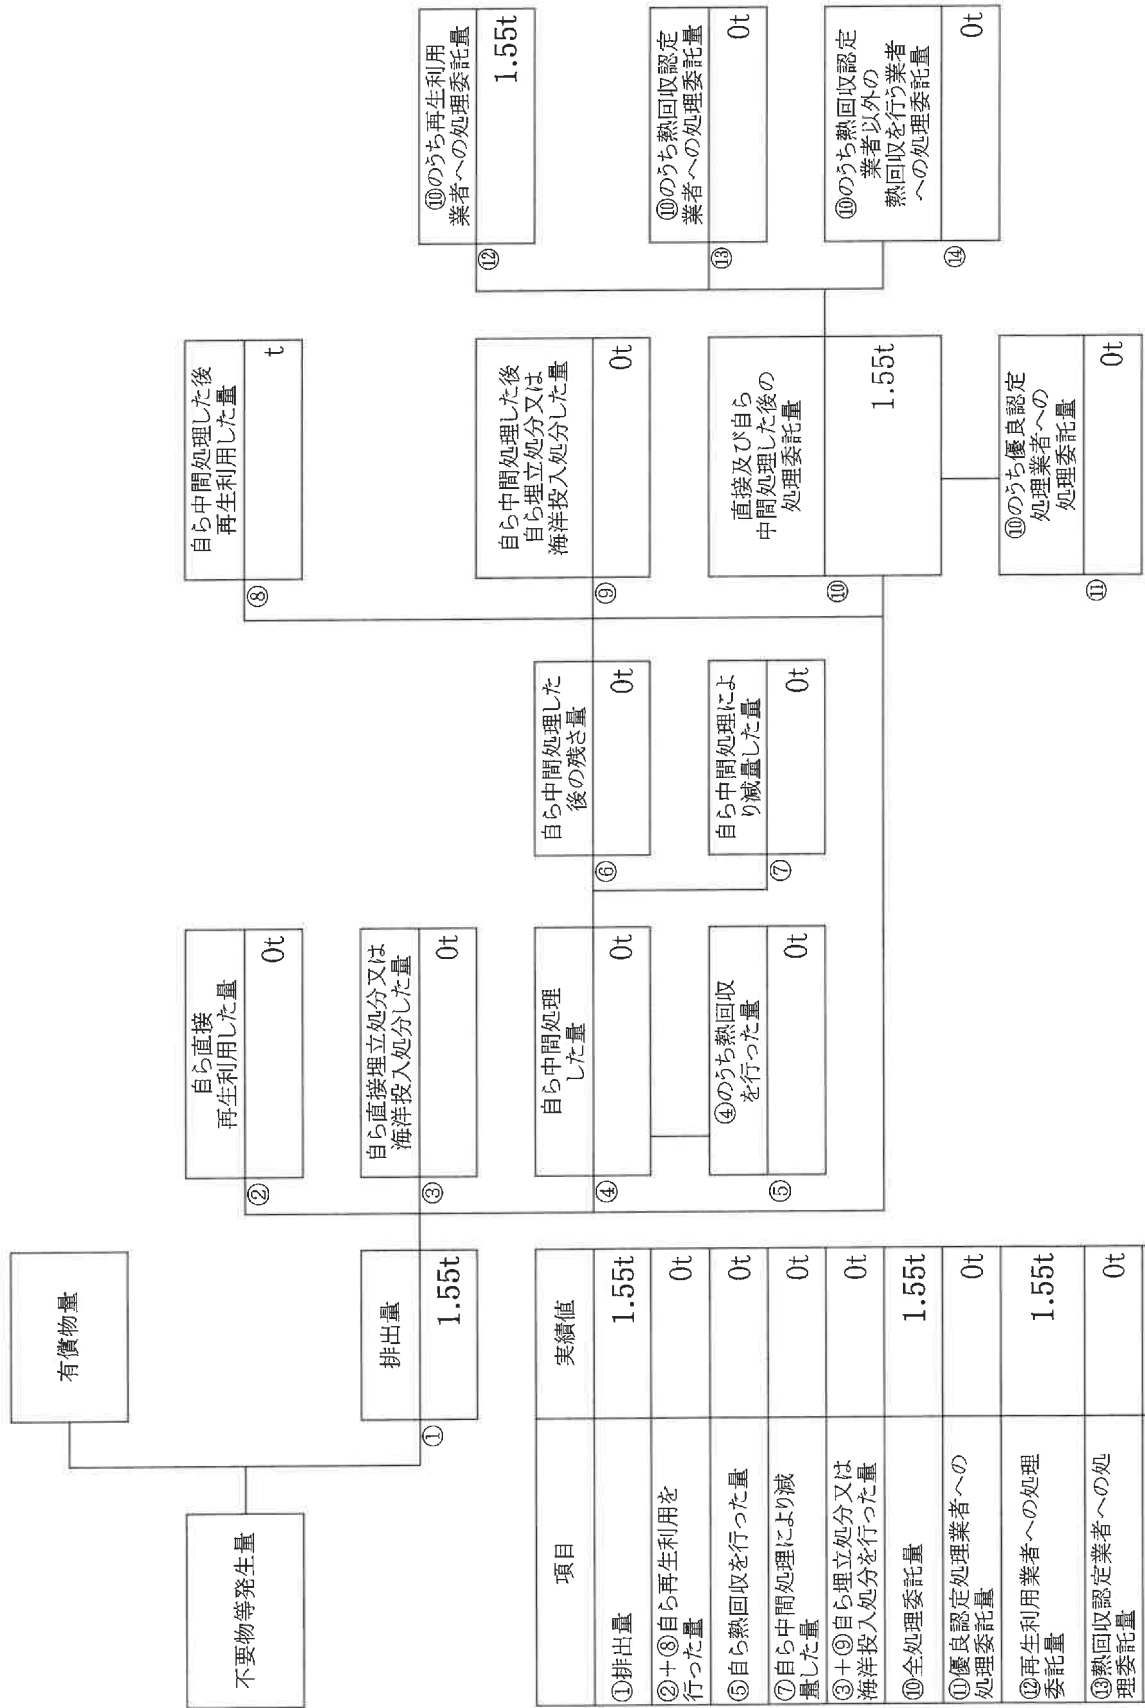 不要物等発生量
有償物量
排出量
①
1.55t
自ら直接
再生利用した量
②
0t
自ら直接埋立処分又は
海洋投入処分した量
③
0t
自ら中間処理
した量
④
0t
④のうち熱回収
を行った量
⑤
0t
自ら中間処理した
後の残さ量
⑥
0t
自ら中間処理によ
り減量した量
⑦
0t
自ら中間処理した後
再生利用した量
⑧
t
自ら中間処理した後
自ら埋立処分又は
海洋投入処分した量
⑨
0t
直接及び自ら
中間処理した後の
処理委託量
⑩
1.55t
⑩のうち優良認定
処理業者への
処理委託量
⑪
0t
⑩のうち再生利用
業者への処理委託量
⑫
1.55t
⑩のうち熱回収認定
業者への処理委託量
⑬
0t
⑩のうち熱回収認定
業者以外の
熱回収を行う業者
への処理委託量
⑭
0t
項目 実績値
①排出量 1.55t
②+⑧自ら再生利用を
行った量 0t
⑤自ら熱回収を行った量 0t
⑦自ら中間処理により減
量した量 0t
③+⑨自ら埋立処分又は
海洋投入処分を行った量 0t
⑩全処理委託量 1.55t
⑪優良認定処理業者への
処理委託量 0t
⑫再生利用業者への処理
委託量 1.55t
⑬熱回収認定業者への処
理委託量 0t